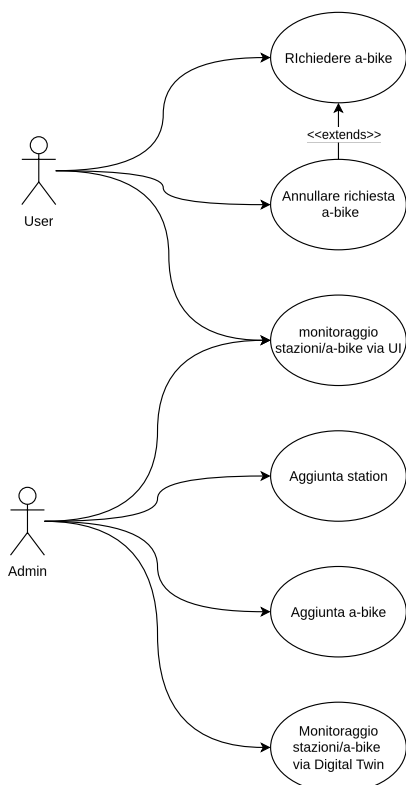 RIchiedere a-bike
<<extends>>
User
Annullare richiesta
a-bike
monitoraggio
stazioni/a-bike via UI
Aggiunta station
Admin
Aggiunta a-bike
Monitoraggio
stazioni/a-bike
via Digital Twin